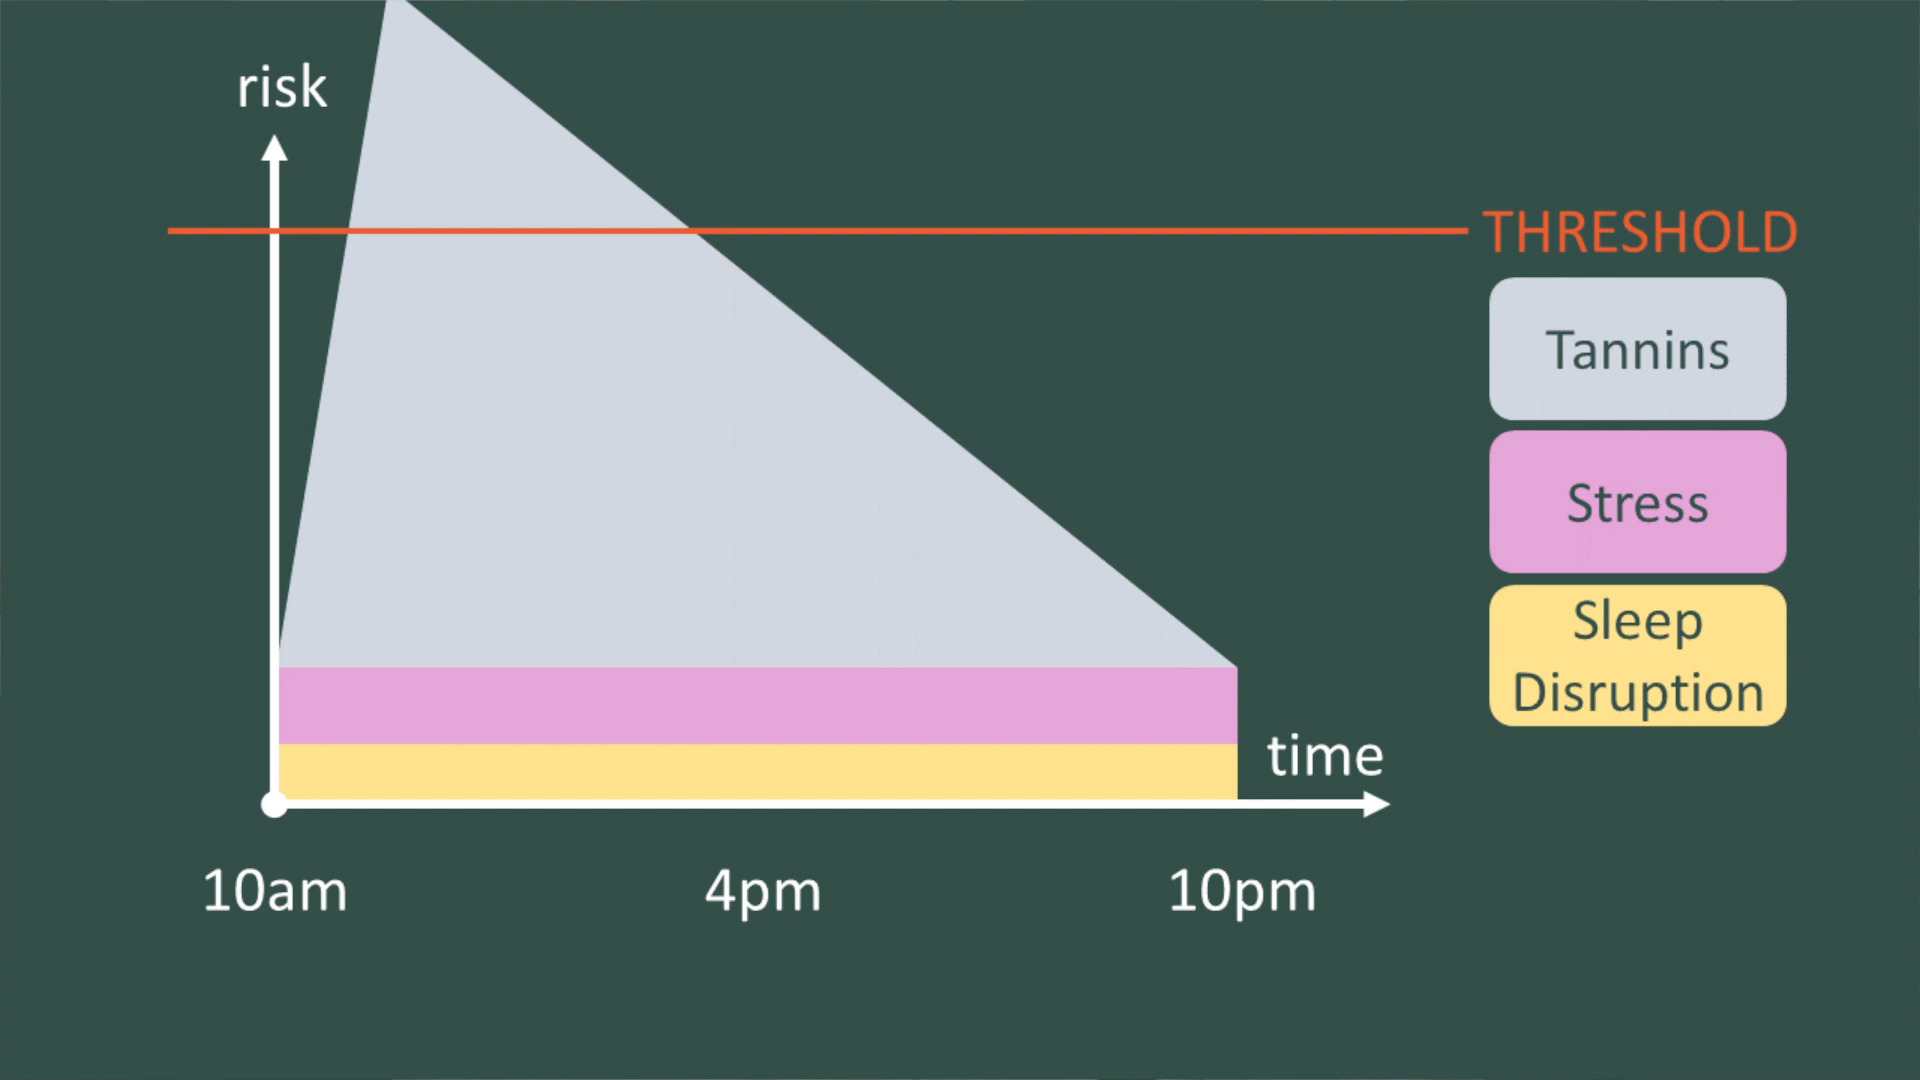 risk
THRESHOLD
Tannins
Stress
Sleep
Disruption
time
10am
4pm
10pm